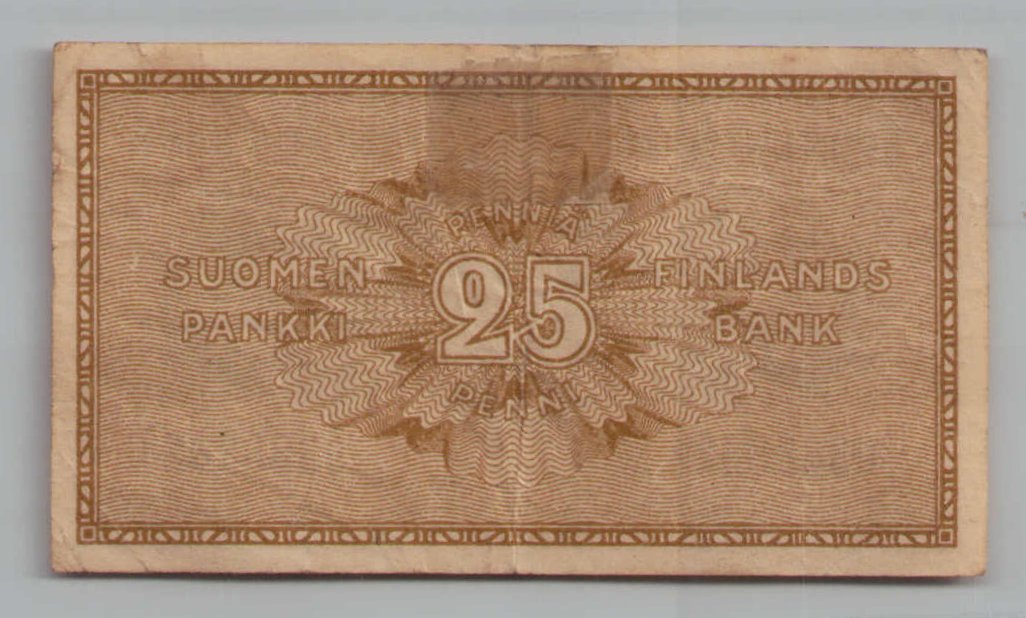 PENNIÄ
SUOMEN
PANKKI
25
FINLANDS
BANK
PENNI